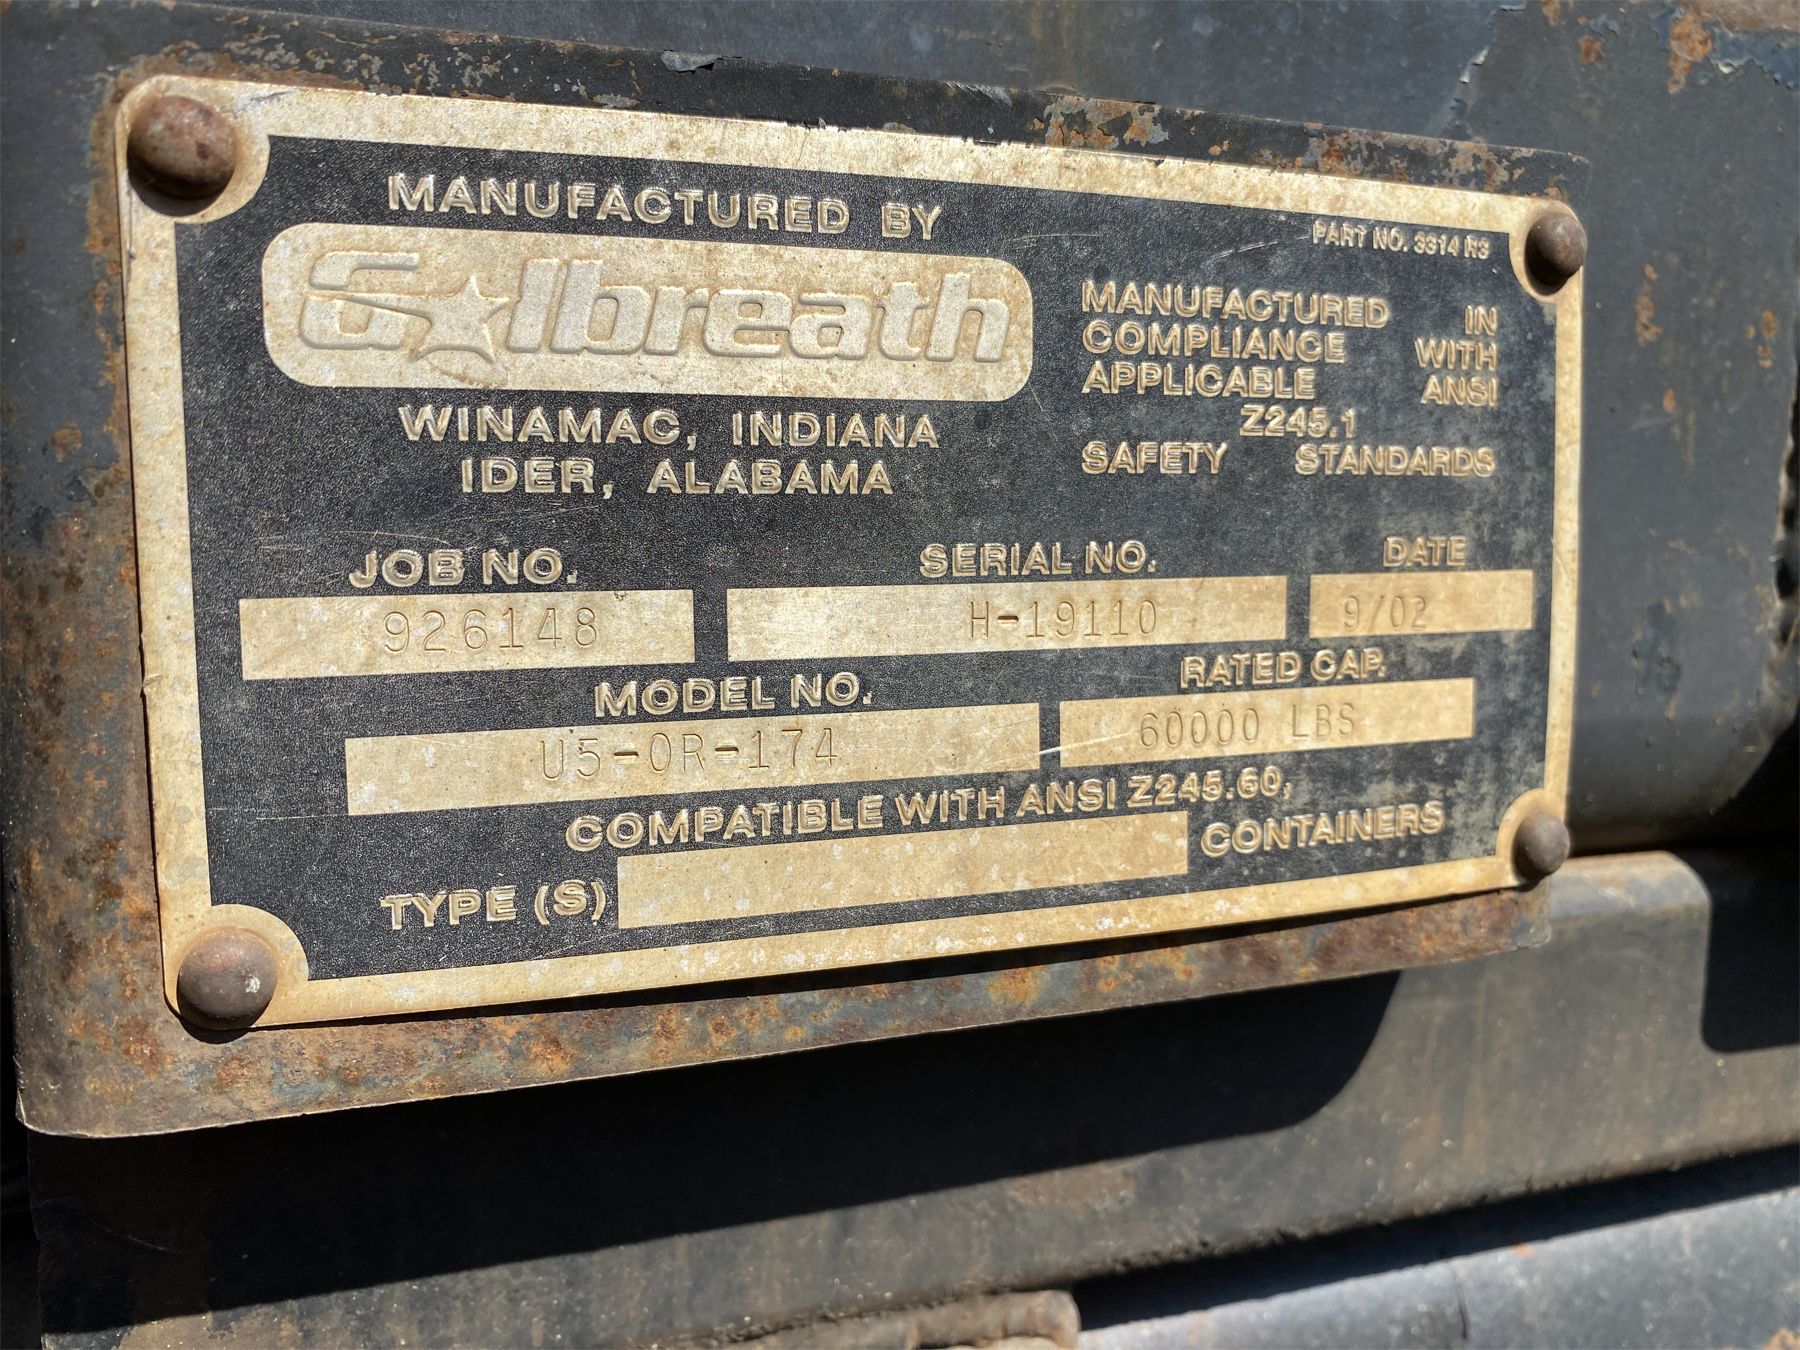 MANUFACTURED BY
Galbreath
WINAMAC, INDIANA
IDER, ALABAMA
PART NO. 3314 R3
MANUFACTURED IN
COMPLIANCE WITH
APPLICABLE ANSI
Z245.1
SAFETY STANDARDS
JOB NO.
926148
SERIAL NO.
H-19110
DATE
9/02
MODEL NO.
U5-OR-174
RATED CAP.
60000 LBS
COMPATIBLE WITH ANSI Z245.60,
TYPE (S) CONTAINERS